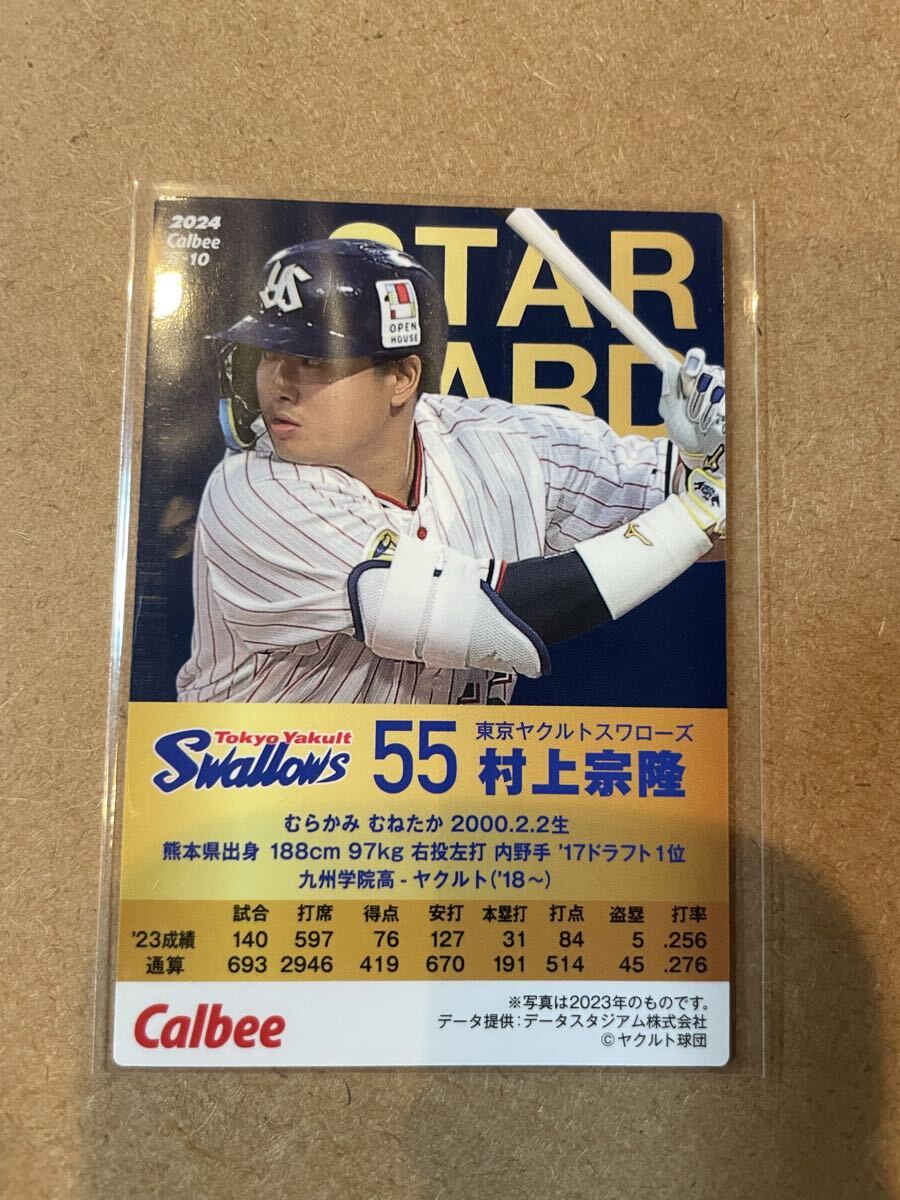 2024
Calbee
S-10
STAR
CARD
YS
OPEN
HOUSE
Tokyo Yakult
Swallows
55
東京ヤクルトスワローズ
村上宗隆
むらかみ むねたか 2000.2.2生
熊本県出身 188cm 97kg 右投左打 内野手 '17ドラフト1位
九州学院高 - ヤクルト('18～)
試合 打席 得点 安打 本塁打 打点 盗塁 打率
'23成績 140 597 76 127 31 84 5 .256
通算 693 2946 419 670 191 514 45 .276
Calbee
※写真は2023年のものです。
データ提供：データスタジアム株式会社
©ヤクルト球団